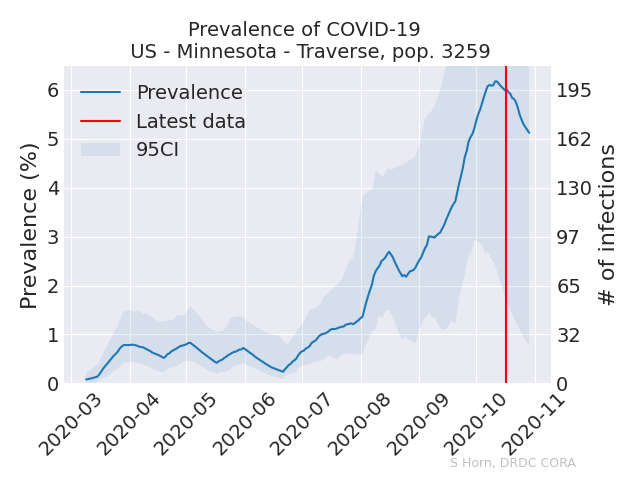 Prevalence of COVID-19
US - Minnesota - Traverse, pop. 3259
Prevalence
Latest data
95CI
Prevalence (%)
6
5
4
3
2
1
0
195
162
130
97
65
32
0
# of infections
2020-03
2020-04
2020-05
2020-06
2020-07
2020-08
2020-09
2020-10
2020-11
S Horn, DRDC CORA